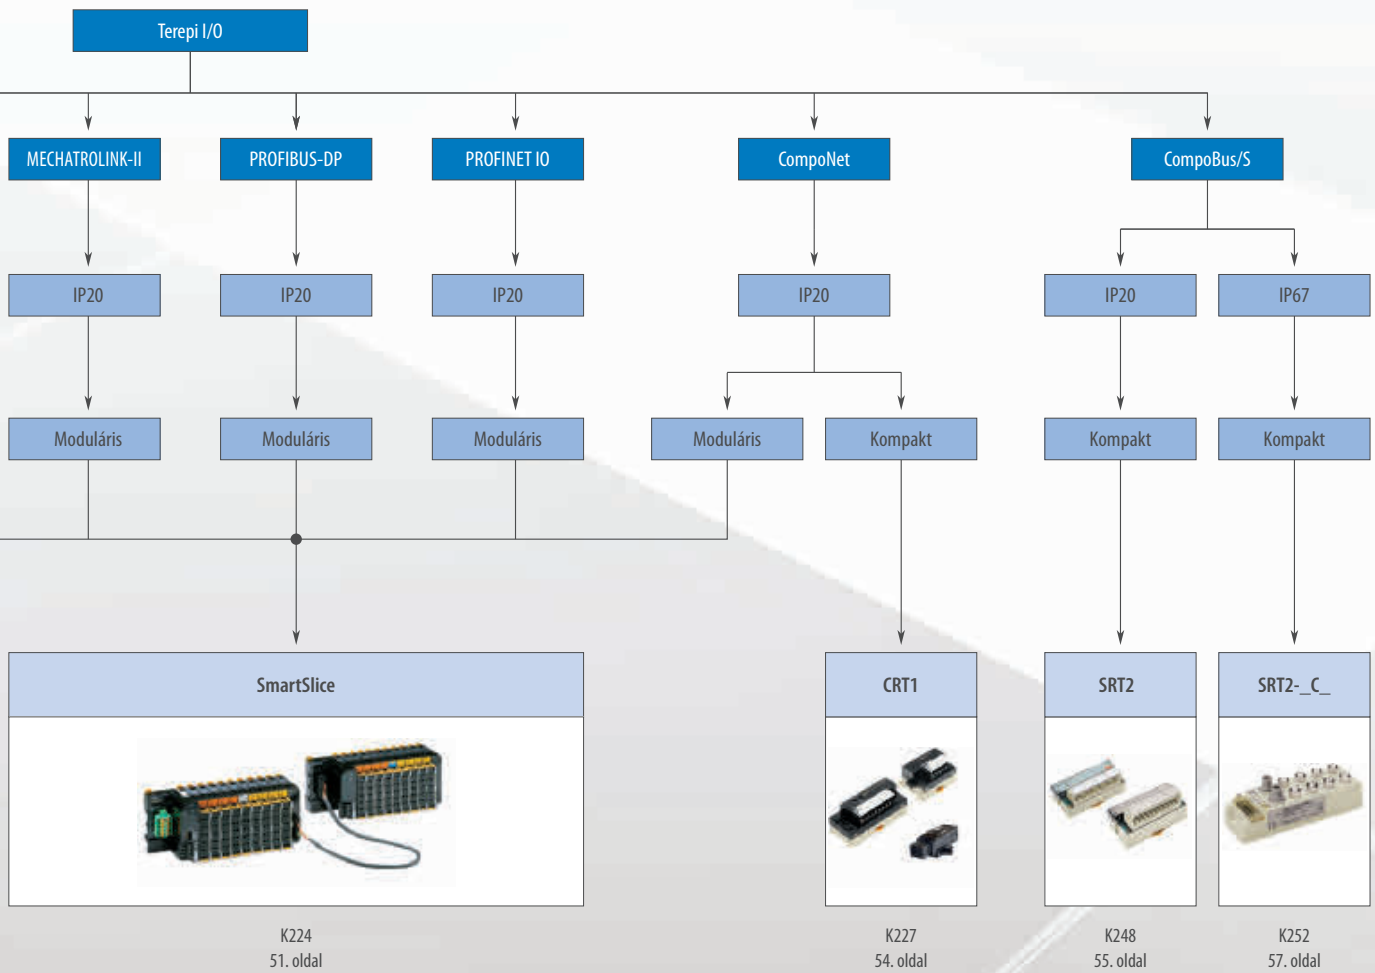 Terepi I/O
MECHATROLINK-II
PROFIBUS-DP
PROFINET IO
CompoNet
CompoBus/S
IP20
IP20
IP20
IP20
IP20
IP67
Moduláris
Moduláris
Moduláris
Moduláris
Kompakt
Kompakt
Kompakt
SmartSlice
CRT1
SRT2
SRT2-_C_
K224
51. oldal
K227
54. oldal
K248
55. oldal
K252
57. oldal